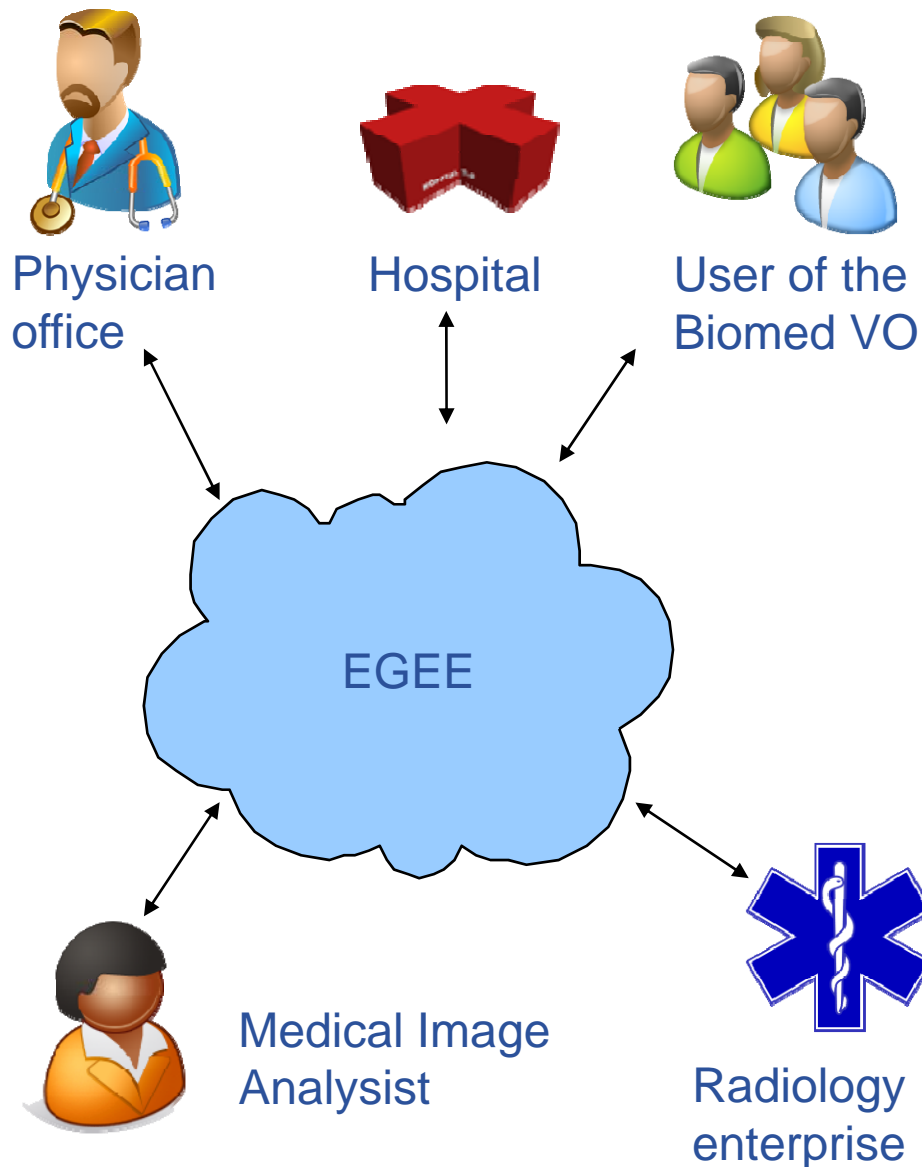 Physician
office
Hospital
User of the
Biomed VO
EGEE
Medical Image
Analysist
Radiology
enterprise